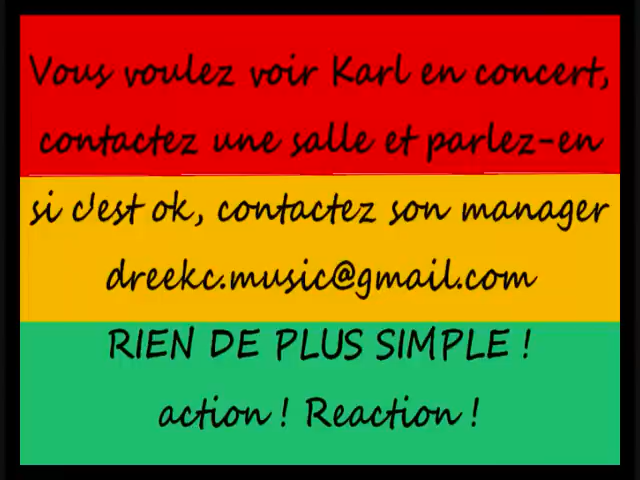 Vous voulez voir Karl en concert,
contactez une salle et parlez-en
si c'est ok, contactez son manager
dreekc.music@gmail.com
RIEN DE PLUS SIMPLE !
action ! Reaction !